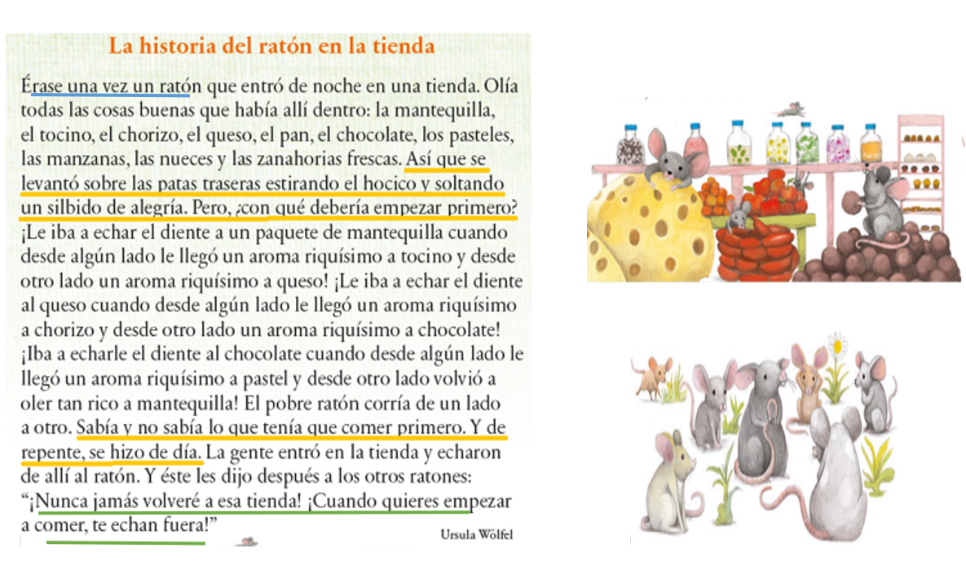 La historia del ratón en la tienda
Érase una vez un ratón que entró de noche en una tienda. Olía
todas las cosas buenas que había allí dentro: la mantequilla,
el tocino, el chorizo, el queso, el pan, el chocolate, los pasteles,
las manzanas, las nueces y las zanahorias frescas. Así que se
levantó sobre las patas traseras estirando el hocico y soltando
un silbido de alegría. Pero, ¿con qué debería empezar primero?
¡Le iba a echar el diente a un paquete de mantequilla cuando
desde algún lado le llegó un aroma riquísimo a tocino y desde
otro lado un aroma riquísimo a queso! ¡Le iba a echar el diente
al queso cuando desde algún lado le llegó un aroma riquísimo
a chorizo y desde otro lado un aroma riquísimo a chocolate!
¡Iba a echarle el diente al chocolate cuando desde algún lado le
llegó un aroma riquísimo a pastel y desde otro lado volvió a
oler tan rico a mantequilla! El pobre ratón corría de un lado
a otro. Sabía y no sabía lo que tenía que comer primero. Y de
repente, se hizo de día. La gente entró en la tienda y echaron
de allí al ratón. Y éste les dijo después a los otros ratones:
“¡Nunca jamás volveré a esa tienda! ¡Cuando quieres empezar
a comer, te echan fuera!”
Ursula Wölfel